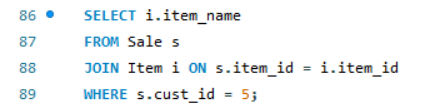 86 SELECT i.item_name
87 FROM Sale s
88 JOIN Item i ON s.item_id = i.item_id
89 WHERE s.cust_id = 5;